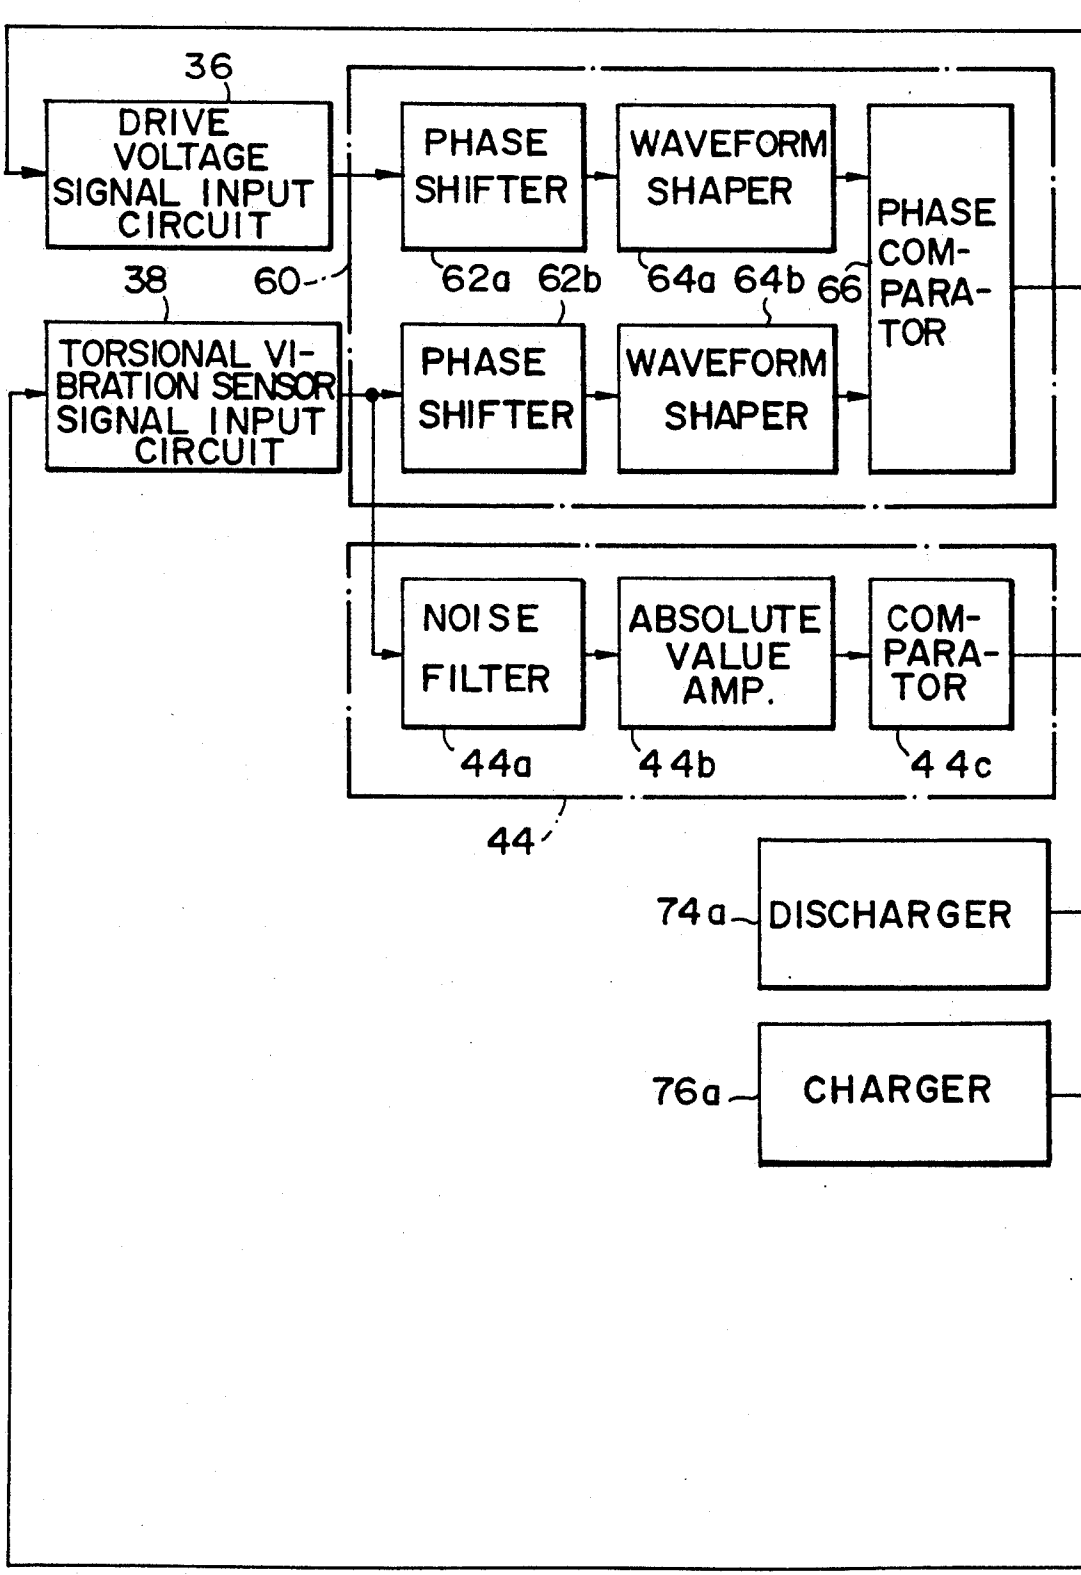 36
DRIVE
VOLTAGE
SIGNAL INPUT
CIRCUIT
PHASE
SHIFTER
WAVEFORM
SHAPER
PHASE
COM-
PARA-
TOR
38
60
62a
62b
64a
64b
66
TORSIONAL VI-
BRATION SENSOR
SIGNAL INPUT
CIRCUIT
PHASE
SHIFTER
WAVEFORM
SHAPER
NOISE
FILTER
ABSOLUTE
VALUE
AMP.
COM-
PARA-
TOR
44a
44b
44c
44
74a
DISCHARGER
76a
CHARGER